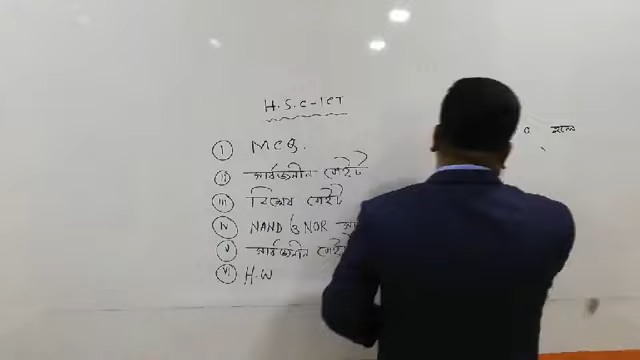 H.S.C-ICT
I MCQ.
II সার্বজনীন গেইট
III বিশেষ গেইট
IV NAND ও NOR
V সার্বজনীন গেইট
VI H.W